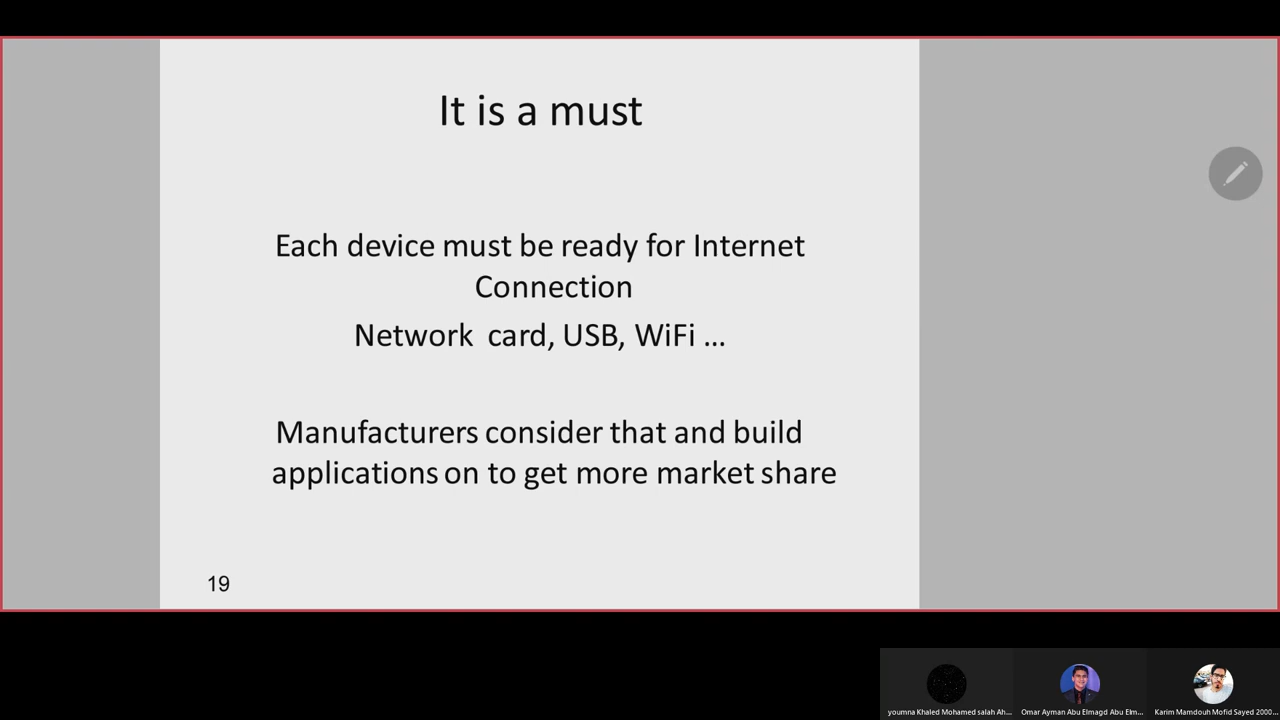 It is a must
Each device must be ready for Internet
Connection
Network card, USB, WiFi ...
Manufacturers consider that and build
applications on to get more market share
19
youmna Khaled Mohamed salah Ah...
Omar Ayman Abu Elmagd Abu Elm...
Karim Mamdouh Mofid Sayed 2000...